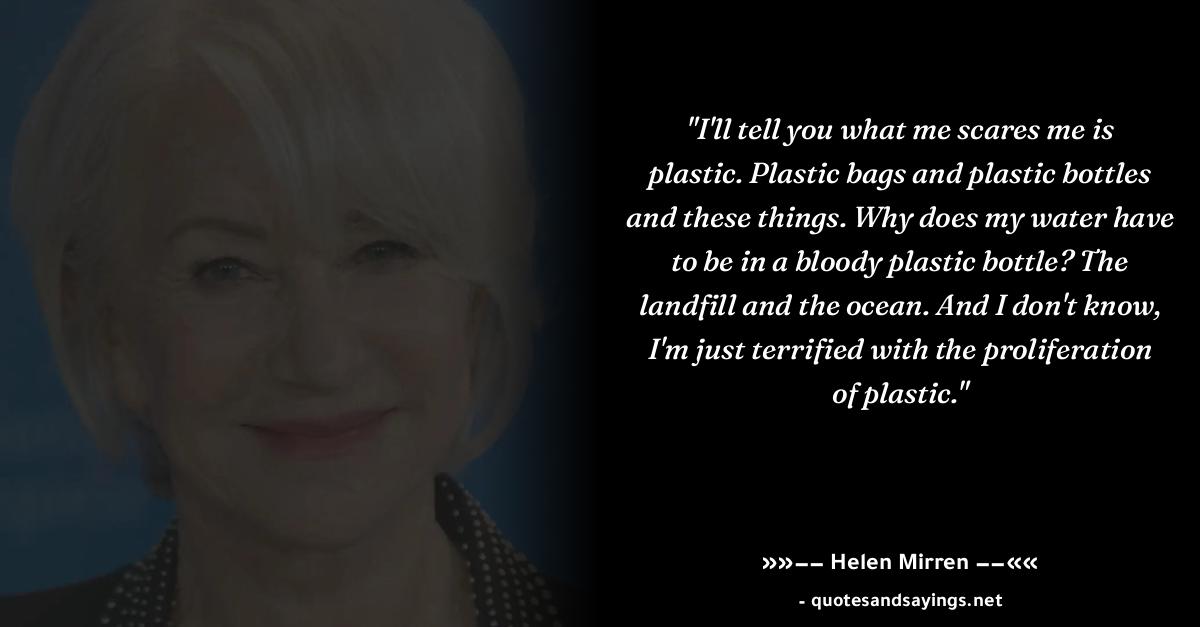 "I'll tell you what me scares me is
plastic. Plastic bags and plastic bottles
and these things. Why does my water have
to be in a bloody plastic bottle? The
landfill and the ocean. And I don't know,
I'm just terrified with the proliferation
of plastic."
»»–– Helen Mirren ––««
- quotesandsayings.net